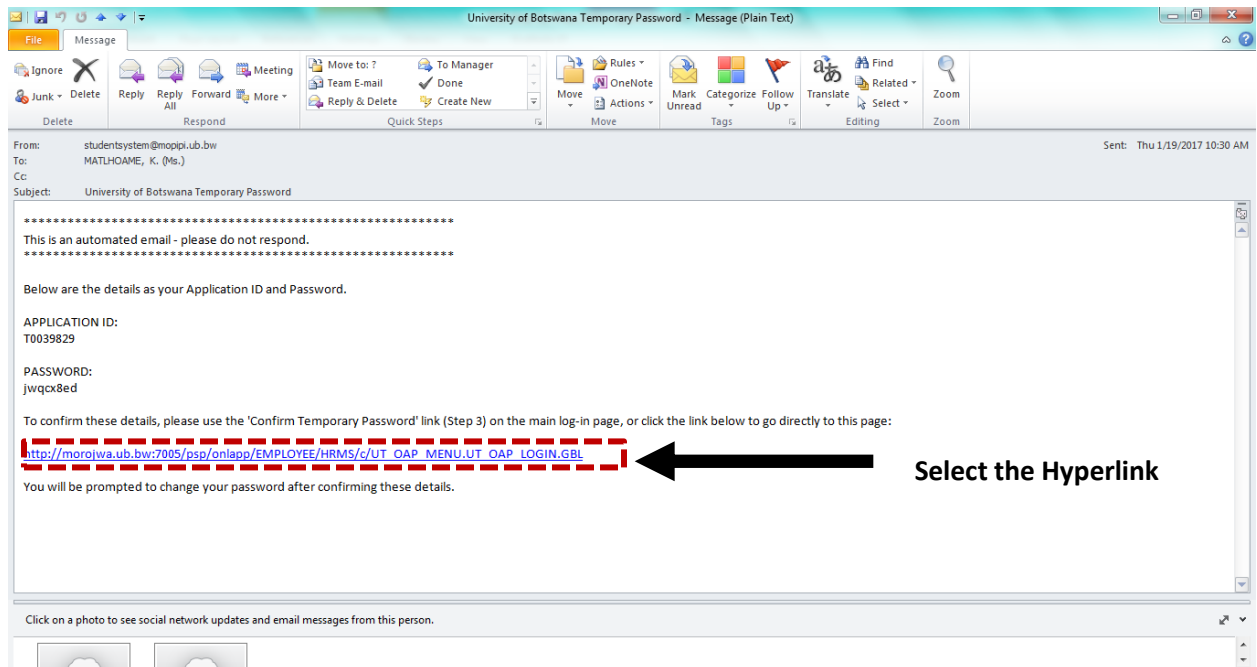 University of Botswana Temporary Password - Message (Plain Text)
File Message
Ignore
Junk
Delete
Reply
Reply All
Forward
Meeting
More
Move to: ?
Team E-mail
Reply & Delete
To Manager
Done
Create New
Move
Rules
OneNote
Actions
Mark Unread
Categorize
Follow Up
Translate
Find
Related
Select
Zoom
Delete Respond Quick Steps Move Tags Editing Zoom
From: studentsystem@mopipi.ub.bw Sent: Thu 1/19/2017 10:30 AM
To: MATLHOAME, K. (Ms.)
Cc:
Subject: University of Botswana Temporary Password
***********************************************************
This is an automated email - please do not respond.
***********************************************************
Below are the details as your Application ID and Password.
APPLICATION ID:
T0039829
PASSWORD:
jwqcx8ed
To confirm these details, please use the 'Confirm Temporary Password' link (Step 3) on the main log-in page, or click the link below to go directly to this page:
http://morojwa.ub.bw:7005/psp/onlapp/EMPLOYEE/HRMS/c/UT_OAP_MENU.UT_OAP_LOGIN.GBL
Select the Hyperlink
You will be prompted to change your password after confirming these details.
Click on a photo to see social network updates and email messages from this person.